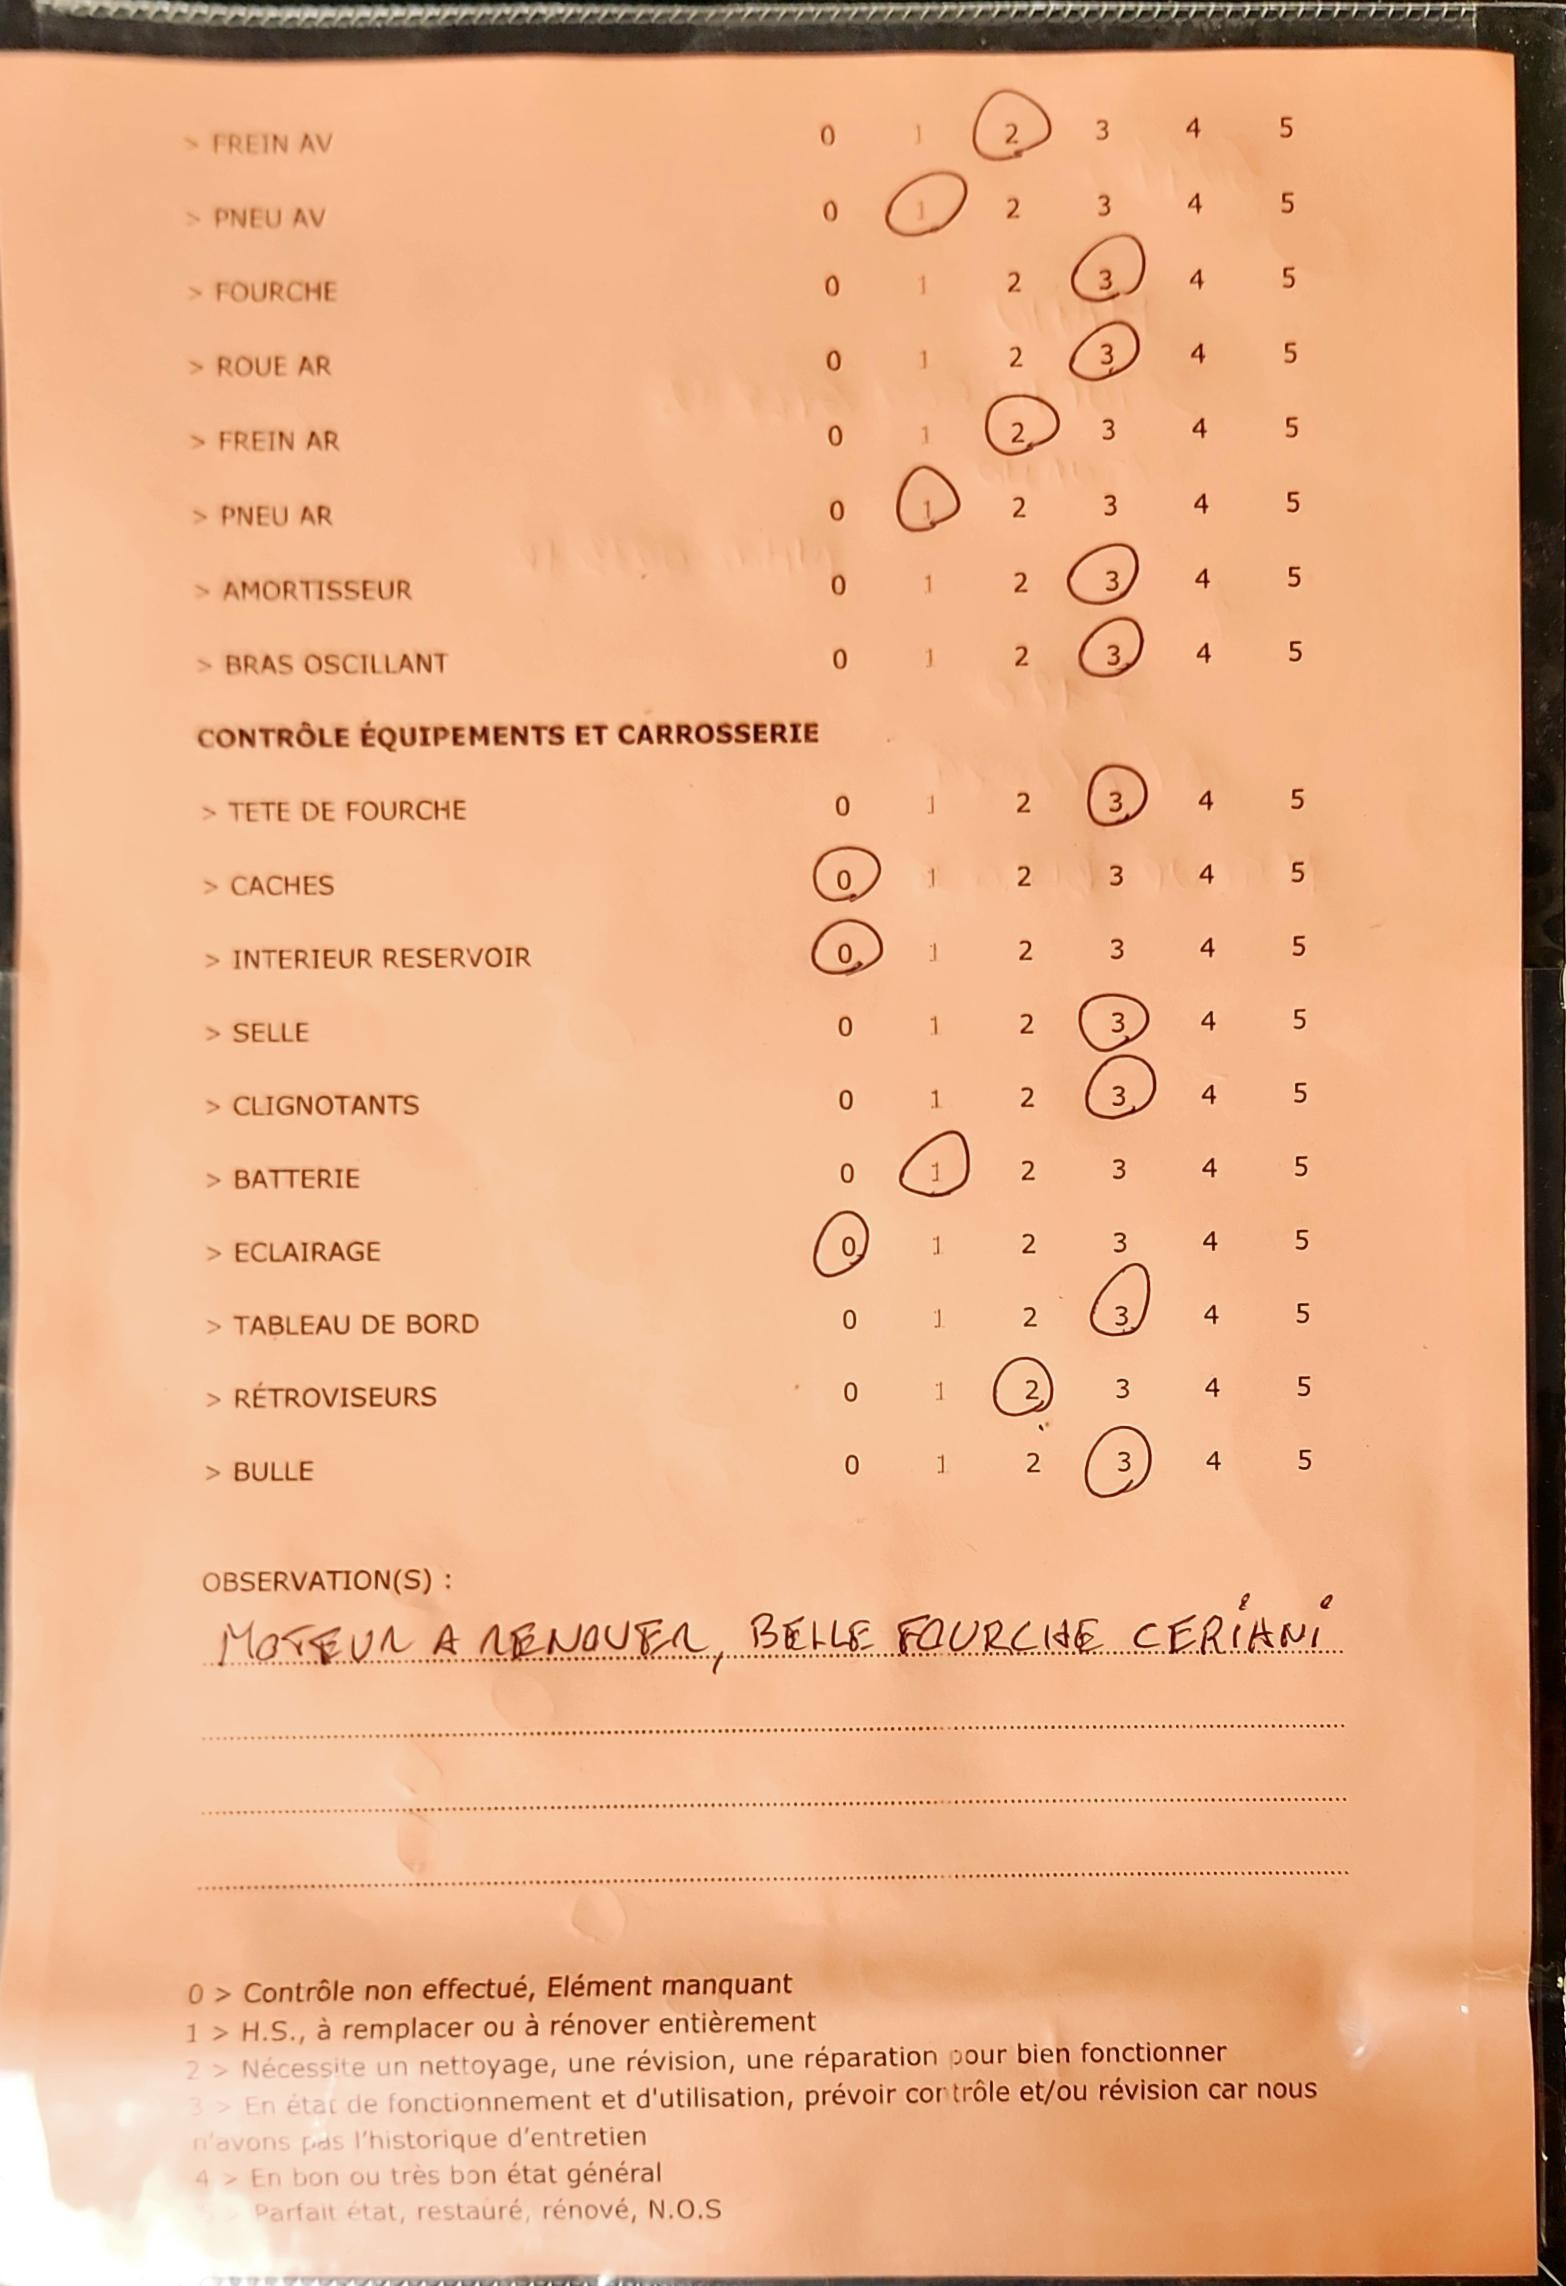 > FREIN AV 0 1 2 3 4 5
> PNEU AV 0 1 2 3 4 5
> FOURCHE 0 1 2 3 4 5
> ROUE AR 0 1 2 3 4 5
> FREIN AR 0 1 2 3 4 5
> PNEU AR 0 1 2 3 4 5
> AMORTISSEUR 0 1 2 3 4 5
> BRAS OSCILLANT 0 1 2 3 4 5
CONTRÔLE ÉQUIPEMENTS ET CARROSSERIE
> TETE DE FOURCHE 0 1 2 3 4 5
> CACHES 0 1 2 3 4 5
> INTERIEUR RESERVOIR 0 1 2 3 4 5
> SELLE 0 1 2 3 4 5
> CLIGNOTANTS 0 1 2 3 4 5
> BATTERIE 0 1 2 3 4 5
> ECLAIRAGE 0 1 2 3 4 5
> TABLEAU DE BORD 0 1 2 3 4 5
> RÉTROVISEURS 0 1 2 3 4 5
> BULLE 0 1 2 3 4 5
OBSERVATION(S) :
MOTEUR A RENOUER, BELLE FOURCHE CERIANI
0 > Contrôle non effectué, Elément manquant
1 > H.S., à remplacer ou à rénover entièrement
2 > Nécessite un nettoyage, une révision, une réparation pour bien fonctionner
3 > En état de fonctionnement et d'utilisation, prévoir contrôle et/ou révision car nous
n'avons pas l'historique d'entretien
4 > En bon ou très bon état général
5 > Parfait état, restauré, rénové, N.O.S